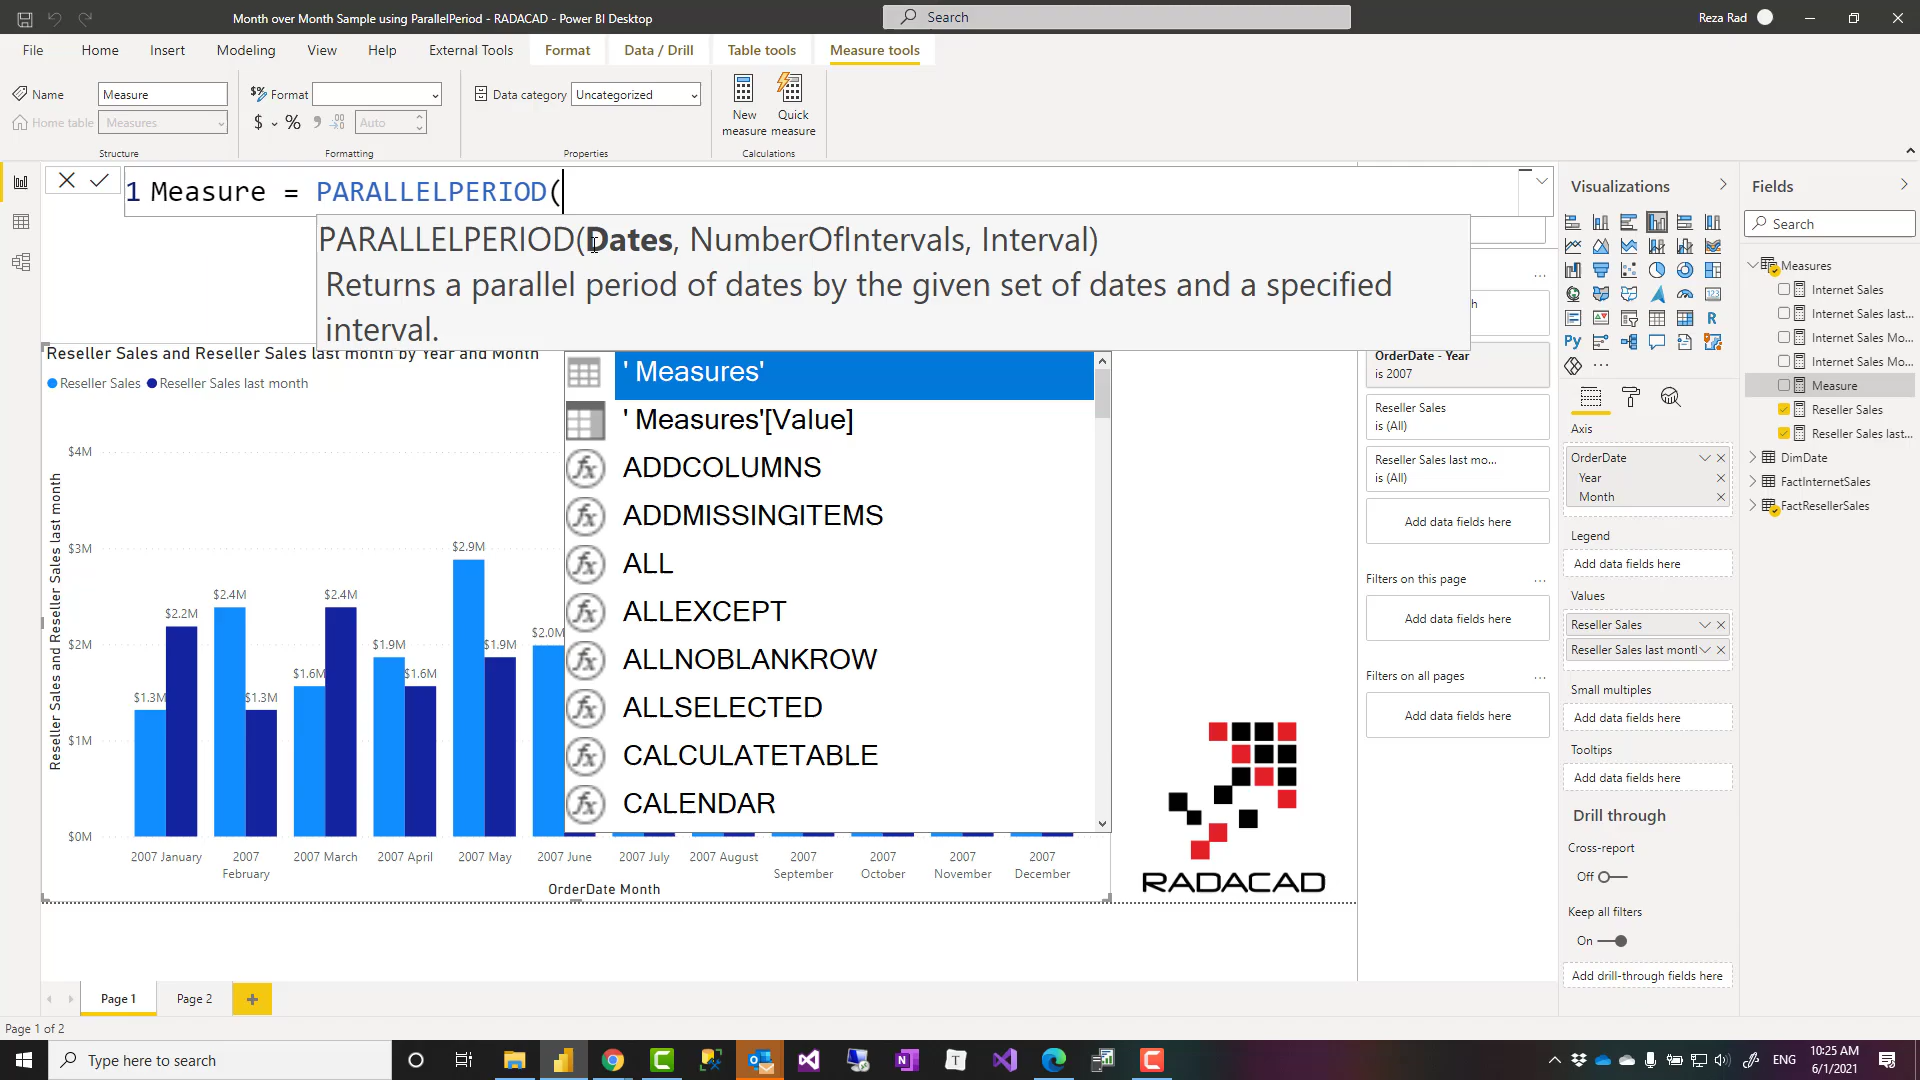 Month over Month Sample using ParallelPeriod - RADACAD - Power BI Desktop
Search
Reza Rad
File
Home
Insert
Modeling
View
Help
External Tools
Format
Data / Drill
Table tools
Measure tools
Name
Measure
Home table
Measures
Structure
Format
$
%
Auto
Formatting
Data category
Uncategorized
Properties
New
measure
Quick
measure
Calculations
1 Measure = PARALLELPERIOD(
PARALLELPERIOD(Dates, NumberOfIntervals, Interval)
Returns a parallel period of dates by the given set of dates and a specified
interval.
' Measures'
' Measures'[Value]
ADDCOLUMNS
ADDMISSINGITEMS
ALL
ALLEXCEPT
ALLNOBLANKROW
ALLSELECTED
CALCULATETABLE
CALENDAR
Reseller Sales and Reseller Sales last month by Year and Month
Reseller Sales
Reseller Sales last month
Reseller Sales and Reseller Sales last month
$4M
$3M
$2M
$1M
$0M
$1.3M
$2.2M
$2.4M
$1.3M
$1.6M
$2.4M
$1.9M
$1.6M
$2.9M
$1.9M
$2.0M
2007 January
2007
February
2007 March
2007 April
2007 May
2007 June
2007 July
2007 August
2007
September
2007
October
2007
November
2007
December
OrderDate Month
RADACAD
OrderDate - Year
is 2007
Reseller Sales
is (All)
Reseller Sales last mo...
is (All)
Add data fields here
Filters on this page
...
Add data fields here
Filters on all pages
...
Add data fields here
Visualizations
R
Py
...
Axis
OrderDate
Year
Month
Legend
Add data fields here
Values
Reseller Sales
Reseller Sales last montl
Small multiples
Add data fields here
Tooltips
Add data fields here
Drill through
Cross-report
Off
Keep all filters
On
Add drill-through fields here
Fields
Search
Measures
Internet Sales
Internet Sales last...
Internet Sales Mo...
Internet Sales Mo...
Measure
Reseller Sales
Reseller Sales last...
DimDate
FactInternetSales
FactResellerSales
Page 1
Page 2
+
Page 1 of 2
Type here to search
ENG
10:25 AM
6/1/2021